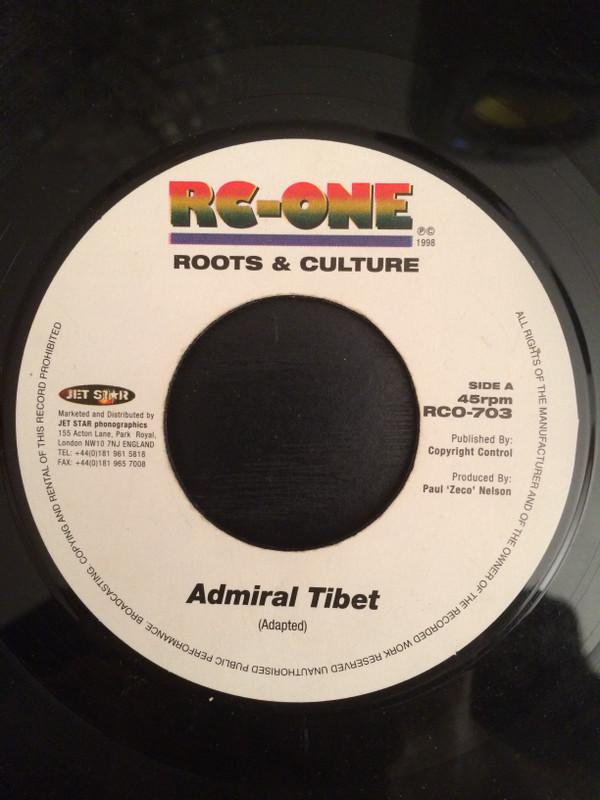 RC-ONE
℗©
1998
ROOTS & CULTURE
JET STAR
Marketed and Distributed by
JET STAR phonographics
155 Acton Lane, Park Royal,
London NW10 7NJ ENGLAND
TEL: +44(0)181 961 5818
FAX: +44(0)181 965 7008
SIDE A
45rpm
RCO-703
Published By:
Copyright Control
Produced By:
Paul 'Zeco' Nelson
Admiral Tibet
(Adapted)
ALL RIGHTS OF THE MANUFACTURER AND OF THE OWNER OF THE RECORDED WORK RESERVED UNAUTHORISED PUBLIC PERFORMANCE. BROADCASTING. COPYING AND RENTAL OF THIS RECORD PROHIBITED